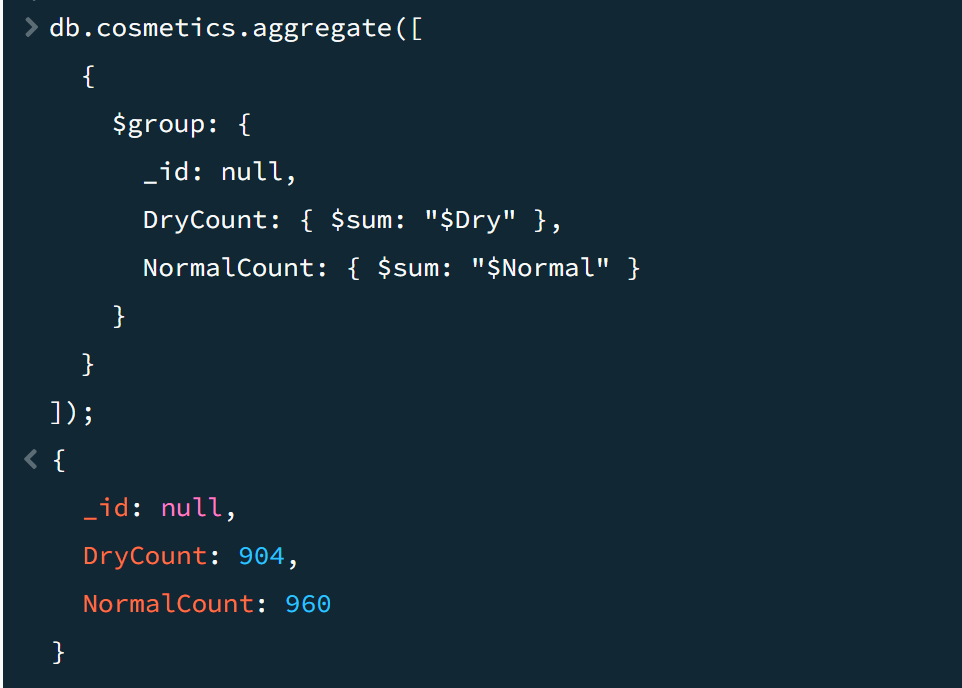 > db.cosmetics.aggregate([
{
$group: {
_id: null,
DryCount: { $sum: "$Dry" },
NormalCount: { $sum: "$Normal" }
}
}
]);
< {
_id: null,
DryCount: 904,
NormalCount: 960
}